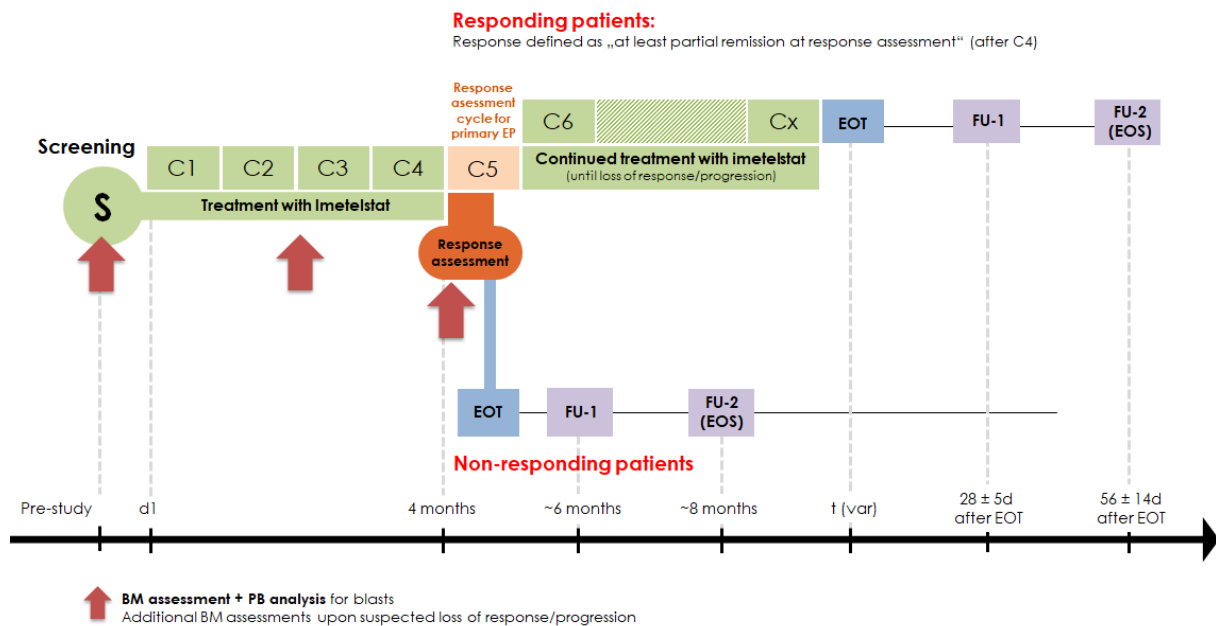 Responding patients:
Response defined as „at least partial remission at response assessment“ (after C4)
Response
asessment
cycle for
primary EP
C6
Cx
EOT
FU-1
FU-2
(EOS)
Screening
S
C1
C2
C3
C4
C5
Continued treatment with imetelstat
(until loss of response/progression)
Treatment with Imetelstat
Response
assessment
EOT
FU-1
FU-2
(EOS)
Non-responding patients
Pre-study
d1
4 months
~6 months
~8 months
t (var)
28 ± 5d
after EOT
56 ± 14d
after EOT
BM assessment + PB analysis for blasts
Additional BM assessments upon suspected loss of response/progression